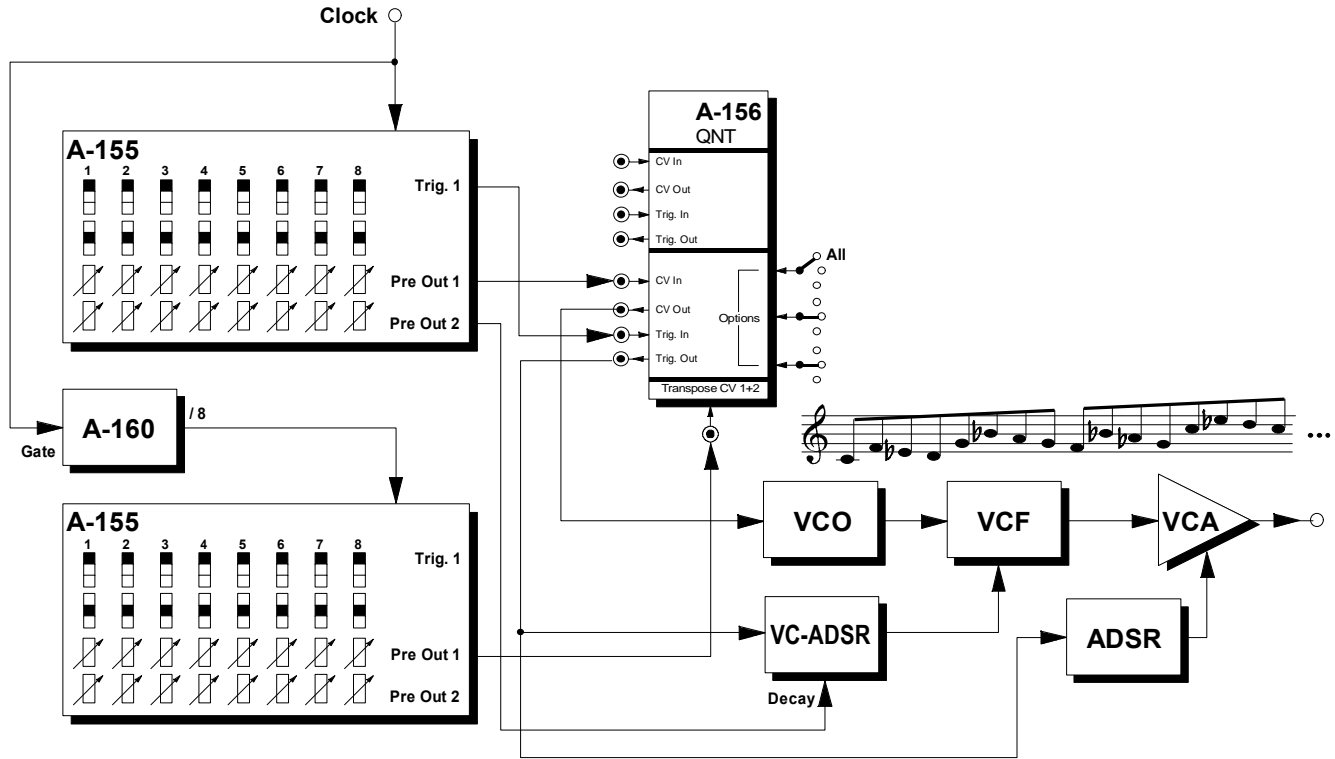 Clock
A-155
1 2 3 4 5 6 7 8
Trig. 1
Pre Out 1
Pre Out 2
A-156
QNT
CV In
CV Out
Trig. In
Trig. Out
CV In
CV Out
Trig. In
Trig. Out
Options
All
Transpose CV 1+2
A-160
/ 8
Gate
A-155
1 2 3 4 5 6 7 8
Trig. 1
Pre Out 1
Pre Out 2
...
VCO
VCF
VCA
VC-ADSR
Decay
ADSR